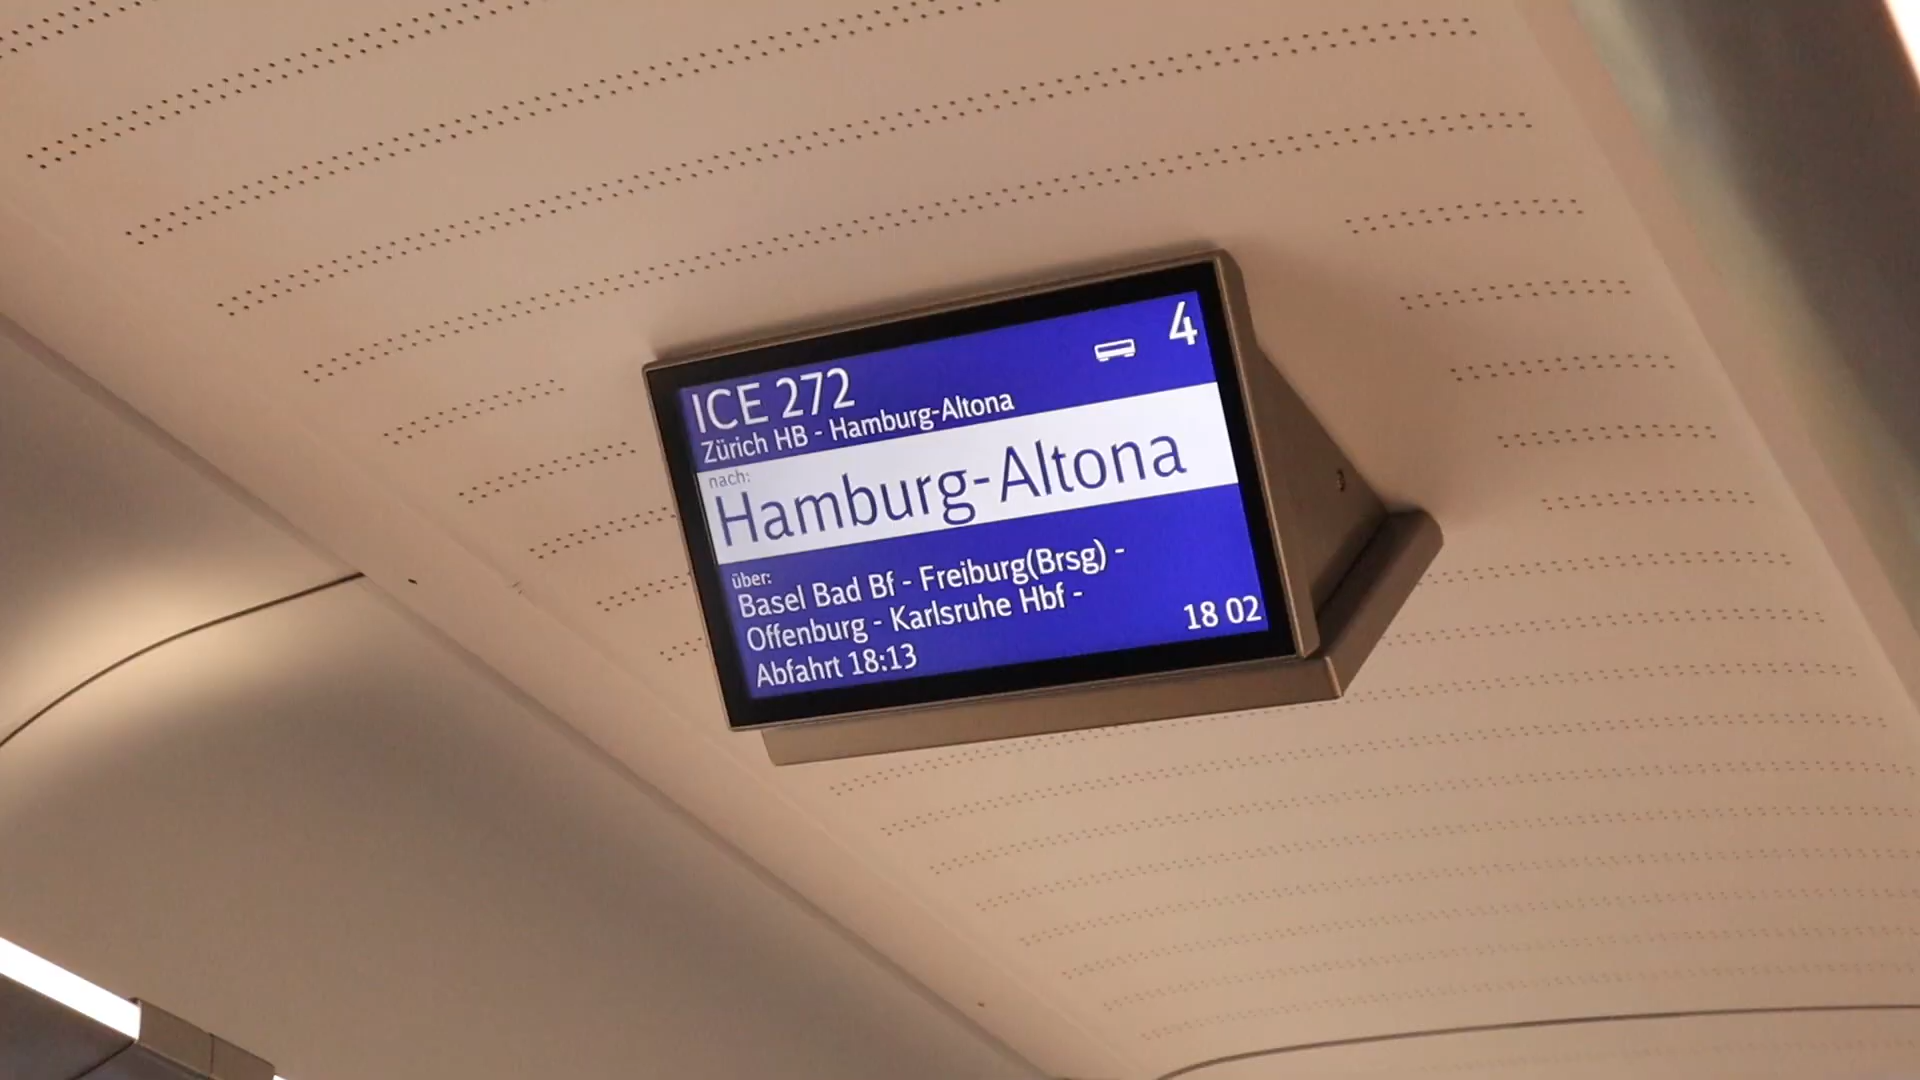 ICE 272
4
Zürich HB - Hamburg-Altona
nach:
Hamburg-Altona
über:
Basel Bad Bf - Freiburg(Brsg) -
Offenburg - Karlsruhe Hbf -
Abfahrt 18:13
18 02